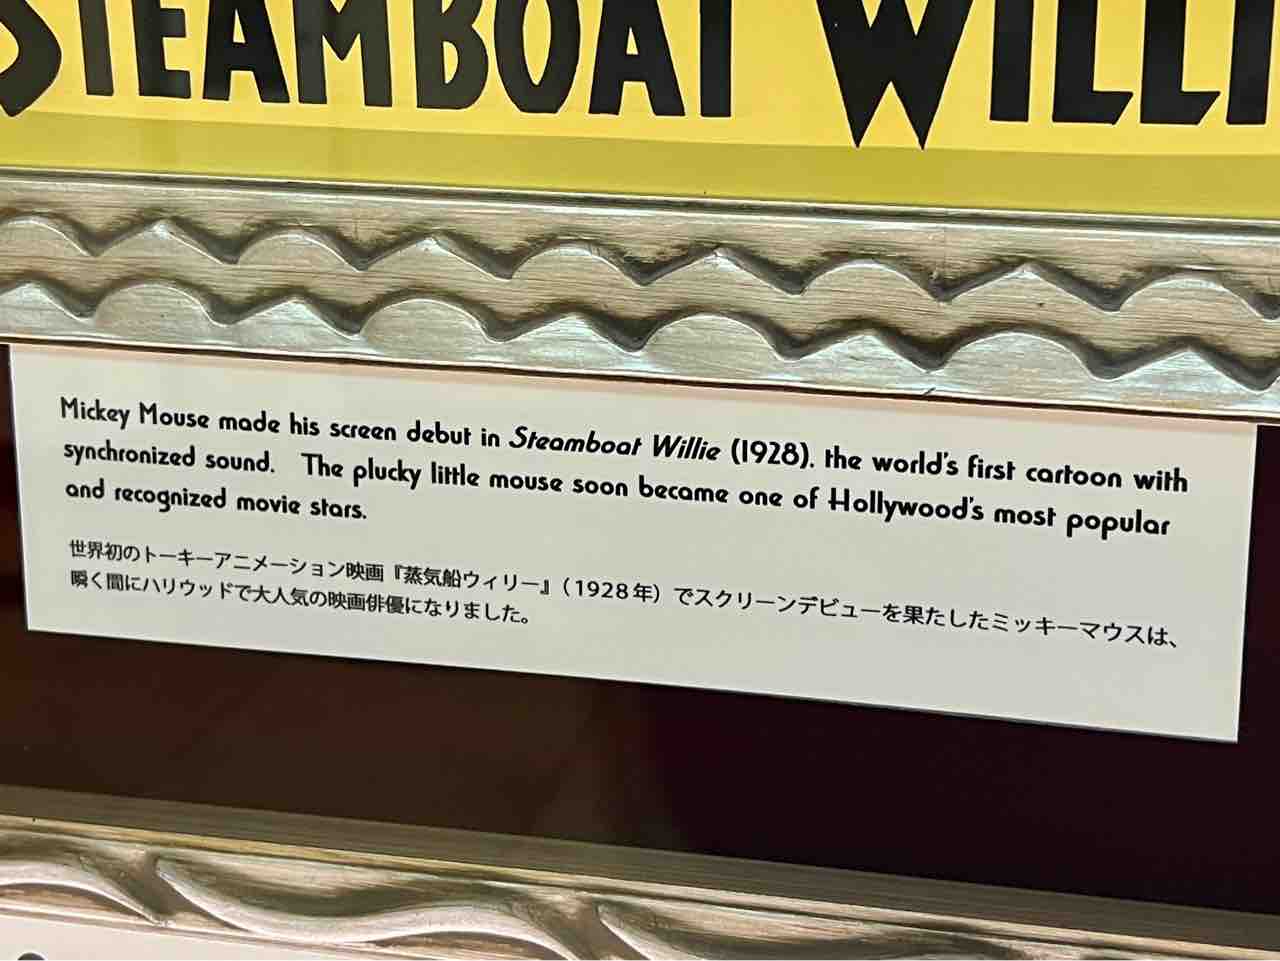 STEAMBOAT WILLI
Mickey Mouse made his screen debut in Steamboat Willie (1928), the world's first cartoon with
synchronized sound. The plucky little mouse soon became one of Hollywood's most popular
and recognized movie stars.
世界初のトーキーアニメーション映画『蒸気船ウィリー』（1928年）でスクリーンデビューを果たしたミッキーマウスは、
瞬く間にハリウッドで大人気の映画俳優になりました。